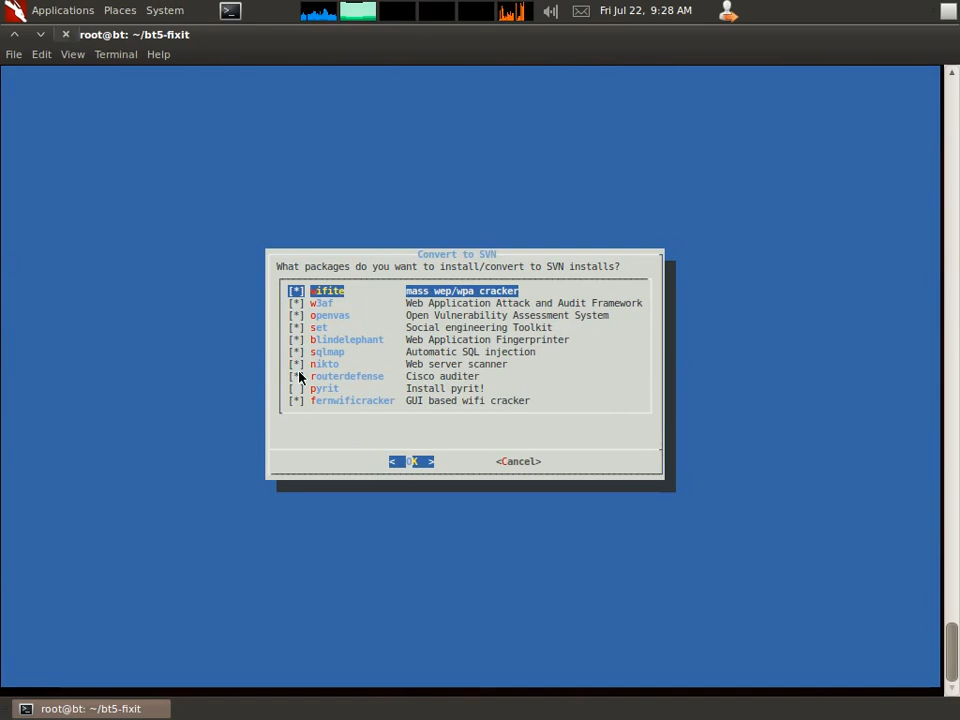 Applications Places System Fri Jul 22, 9:28 AM
root@bt: ~/bt5-fixit
File Edit View Terminal Help
Convert to SVN
What packages do you want to install/convert to SVN installs?
[*] wifite mass wep/wpa cracker
[*] w3af Web Application Attack and Audit Framework
[*] openvas Open Vulnerability Assessment System
[*] set Social engineering Toolkit
[*] blindelephant Web Application Fingerprinter
[*] sqlmap Automatic SQL injection
[*] nikto Web server scanner
[*] routerdefense Cisco auditer
[ ] pyrit Install pyrit!
[*] fernwificracker GUI based wifi cracker
< OK > <Cancel>
root@bt: ~/bt5-fixit